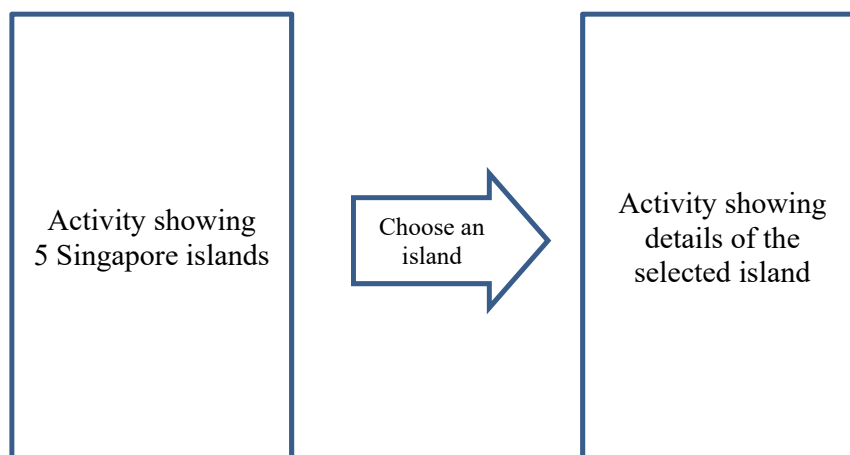 Activity showing
5 Singapore islands
Choose an
island
Activity showing
details of the
selected island